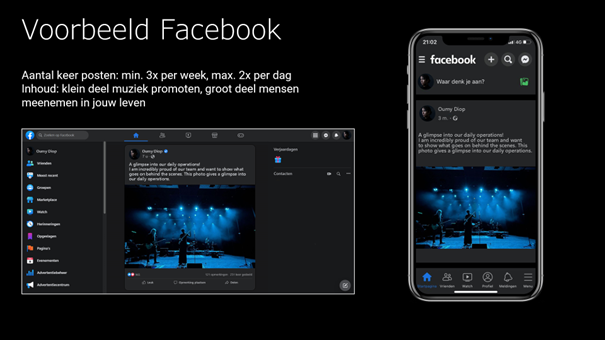 Voorbeeld Facebook
Aantal keer posten: min. 3x per week, max. 2x per dag
Inhoud: klein deel muziek promoten, groot deel mensen
meenemen in jouw leven
Zoeken op Facebook
Oumy Diop
Vrienden
Meest recent
Groepen
Marketplace
Watch
Herinneringen
Opgeslagen
Pagina's
Evenementen
Advertentiebeheer
Advertentiecentrum
Oumy Diop
A glimpse into our daily operations!
I am incredibly proud of our team and want to show what
goes on behind the scenes. This photo gives a glimpse into
our daily operations.
Leuk
Opmerking plaatsen
Delen
Verjaardagen
Contacten
21:02
4G
facebook
Waar denk je aan?
Oumy Diop
3 m.
A glimpse into our daily operations!
I am incredibly proud of our team and want to
show what goes on behind the scenes. This
photo gives a glimpse into our daily operations.
Vrienden
Watch
Profiel
Meldingen
Menu